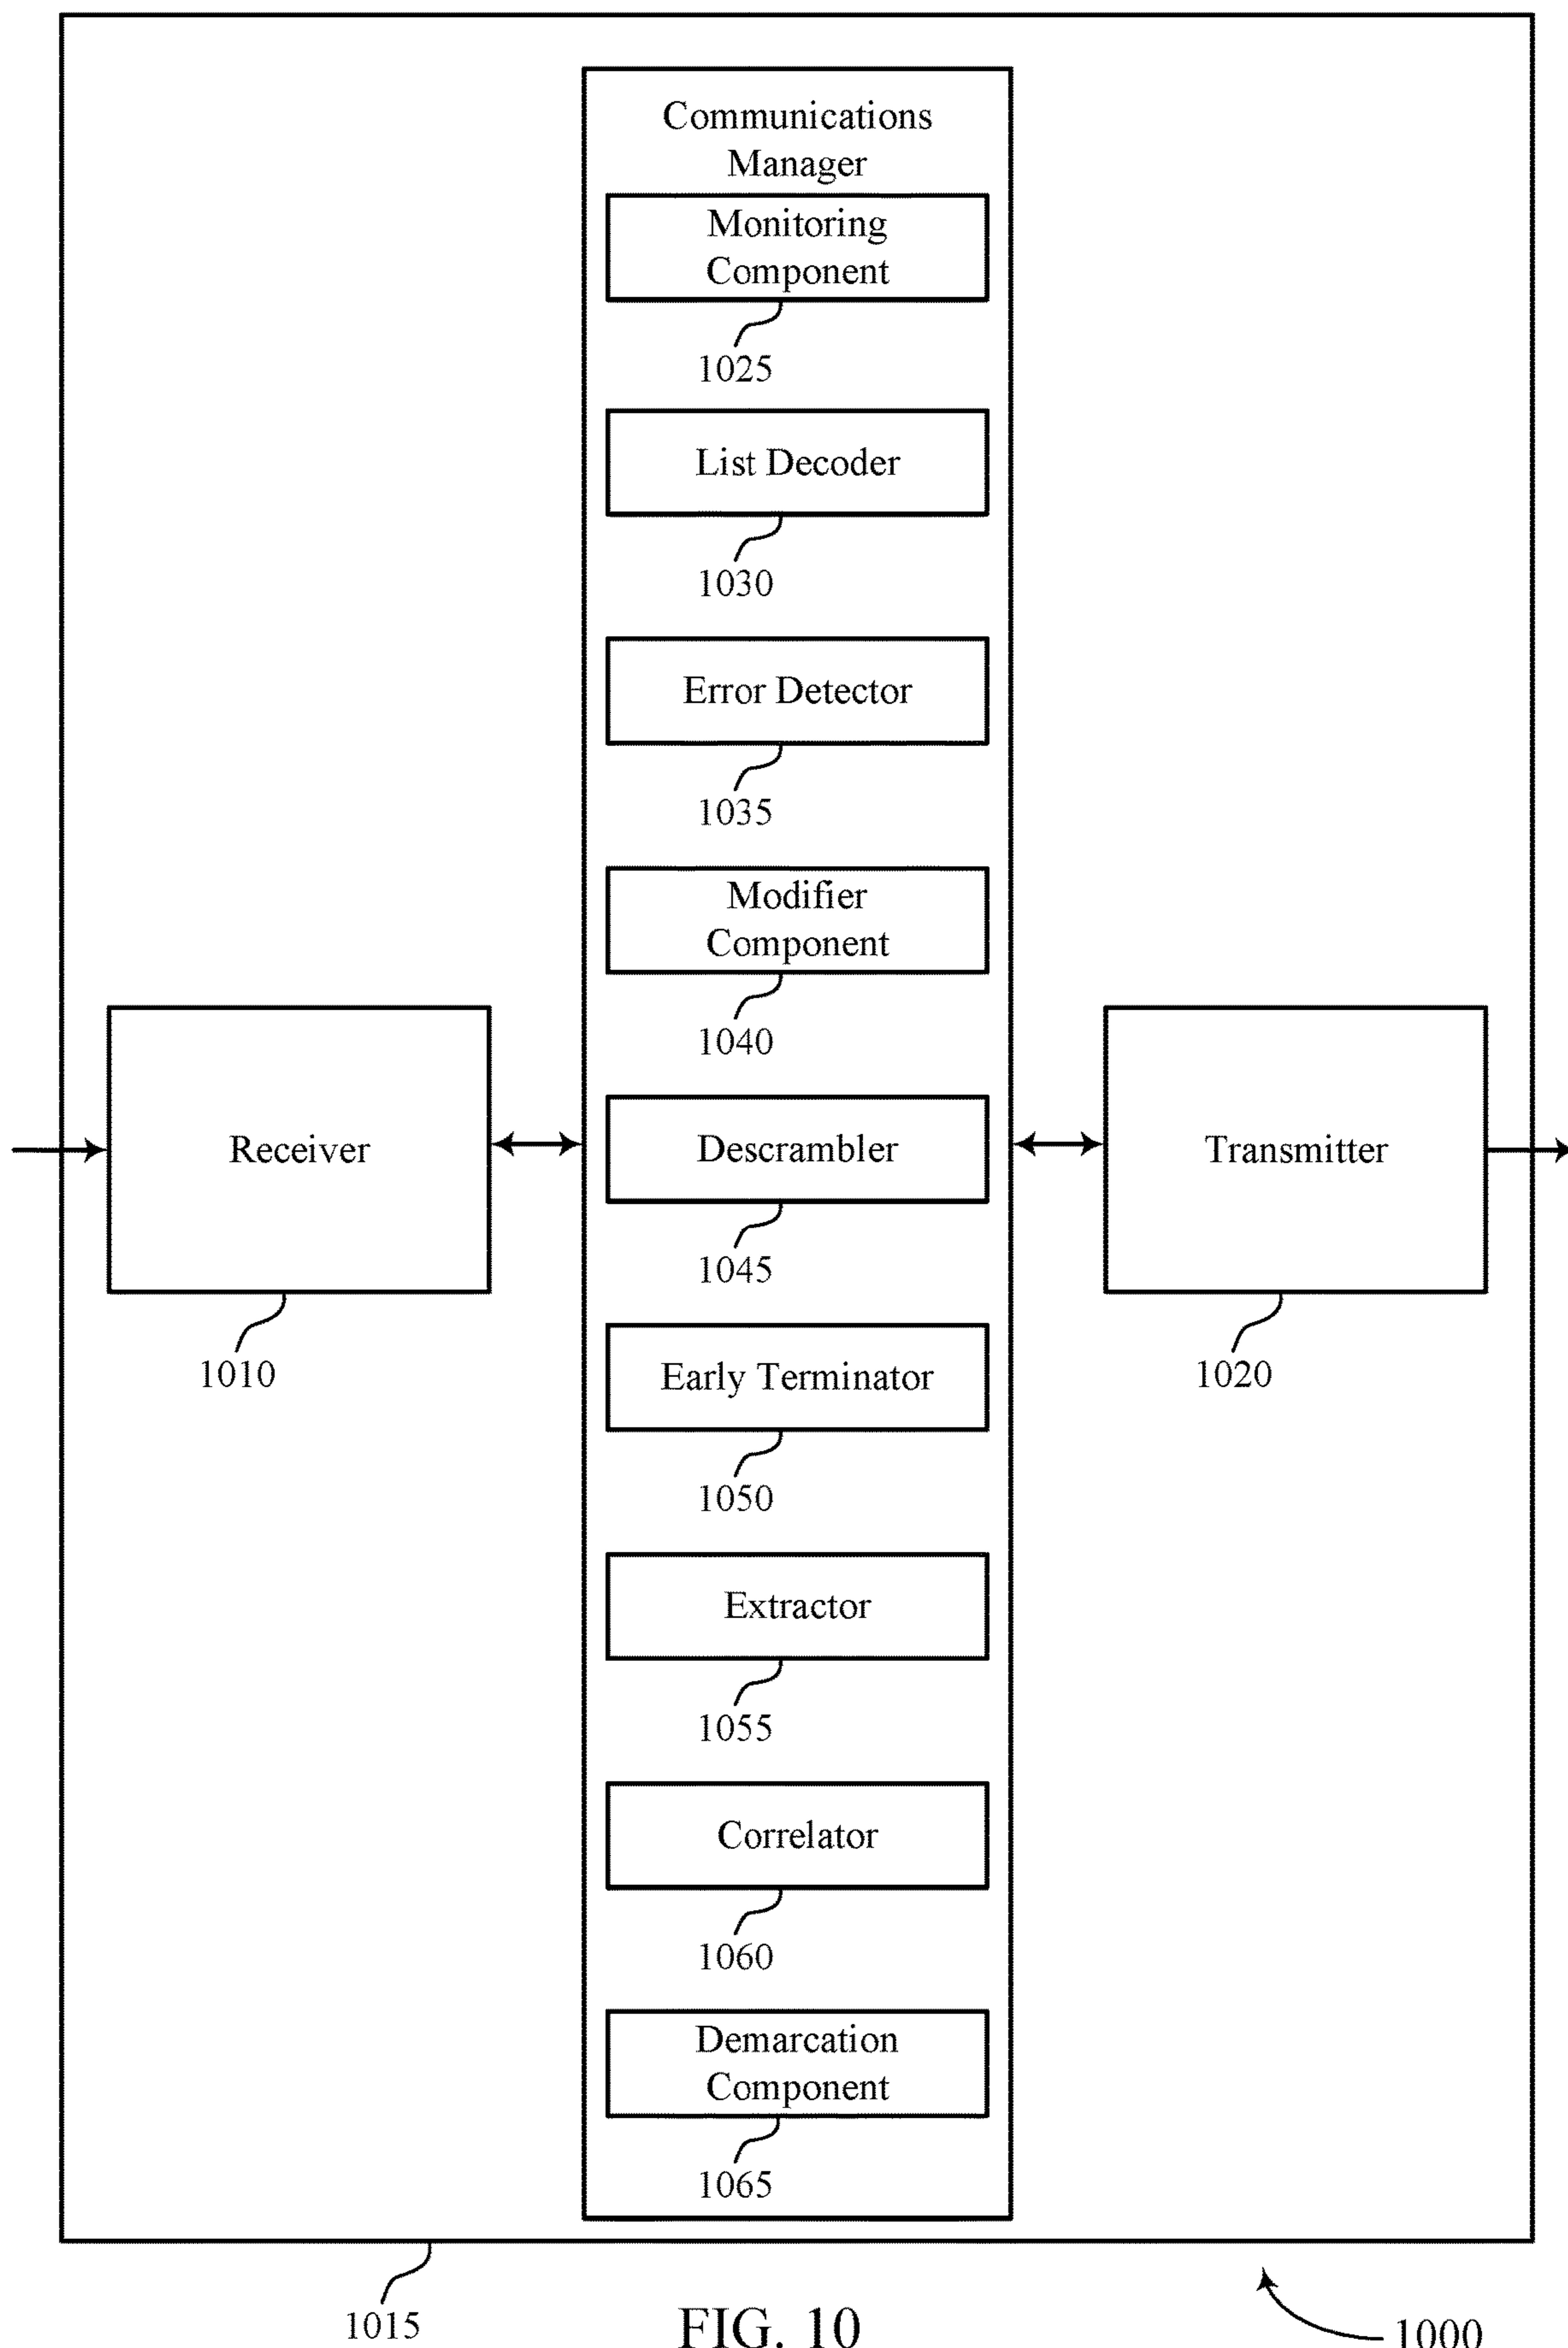 Communications
Manager
Monitoring
Component
1025
List Decoder
1030
Error Detector
1035
Modifier
Component
1040
Receiver
1010
Descrambler
1045
Transmitter
1020
Early Terminator
1050
Extractor
1055
Correlator
1060
Demarcation
Component
1065
1015
FIG. 10
1000